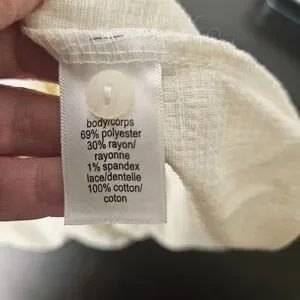 body/corps
69% polyester
30% rayon/
rayonne
1% spandex
lace/dentelle
100% cotton/
coton